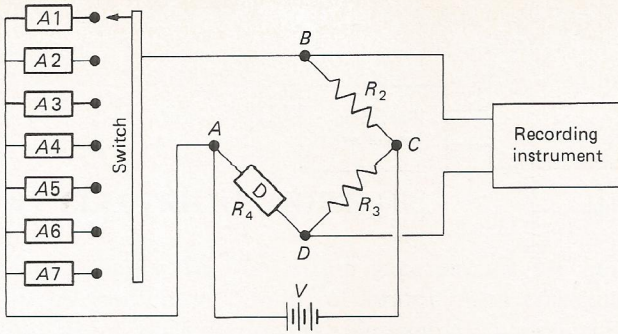 A1
A2
A3
A4
A5
A6
A7
Switch
B
R2
A
C
Recording
instrument
D
R4
R3
D
V